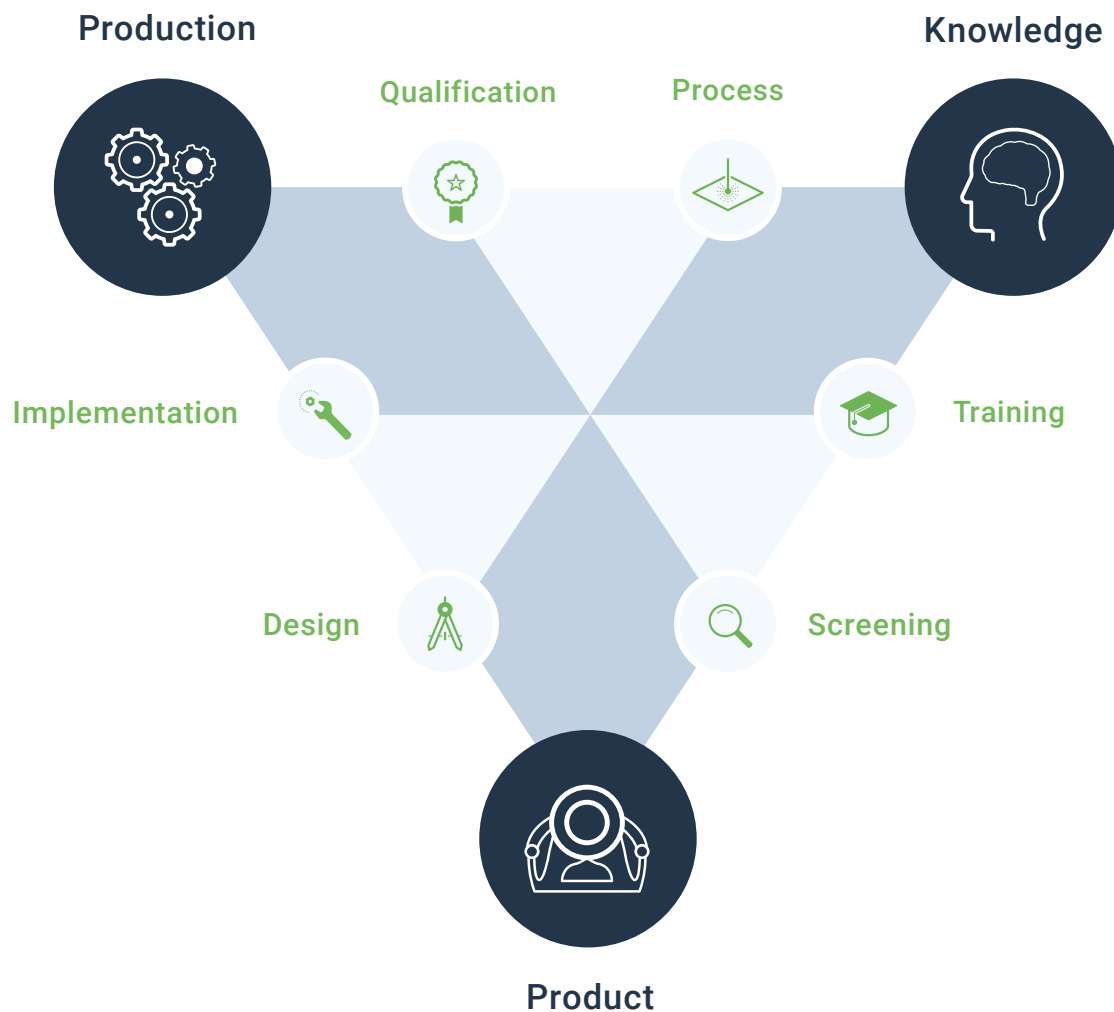 Production
Knowledge
Qualification
Process
Implementation
Training
Design
Screening
Product